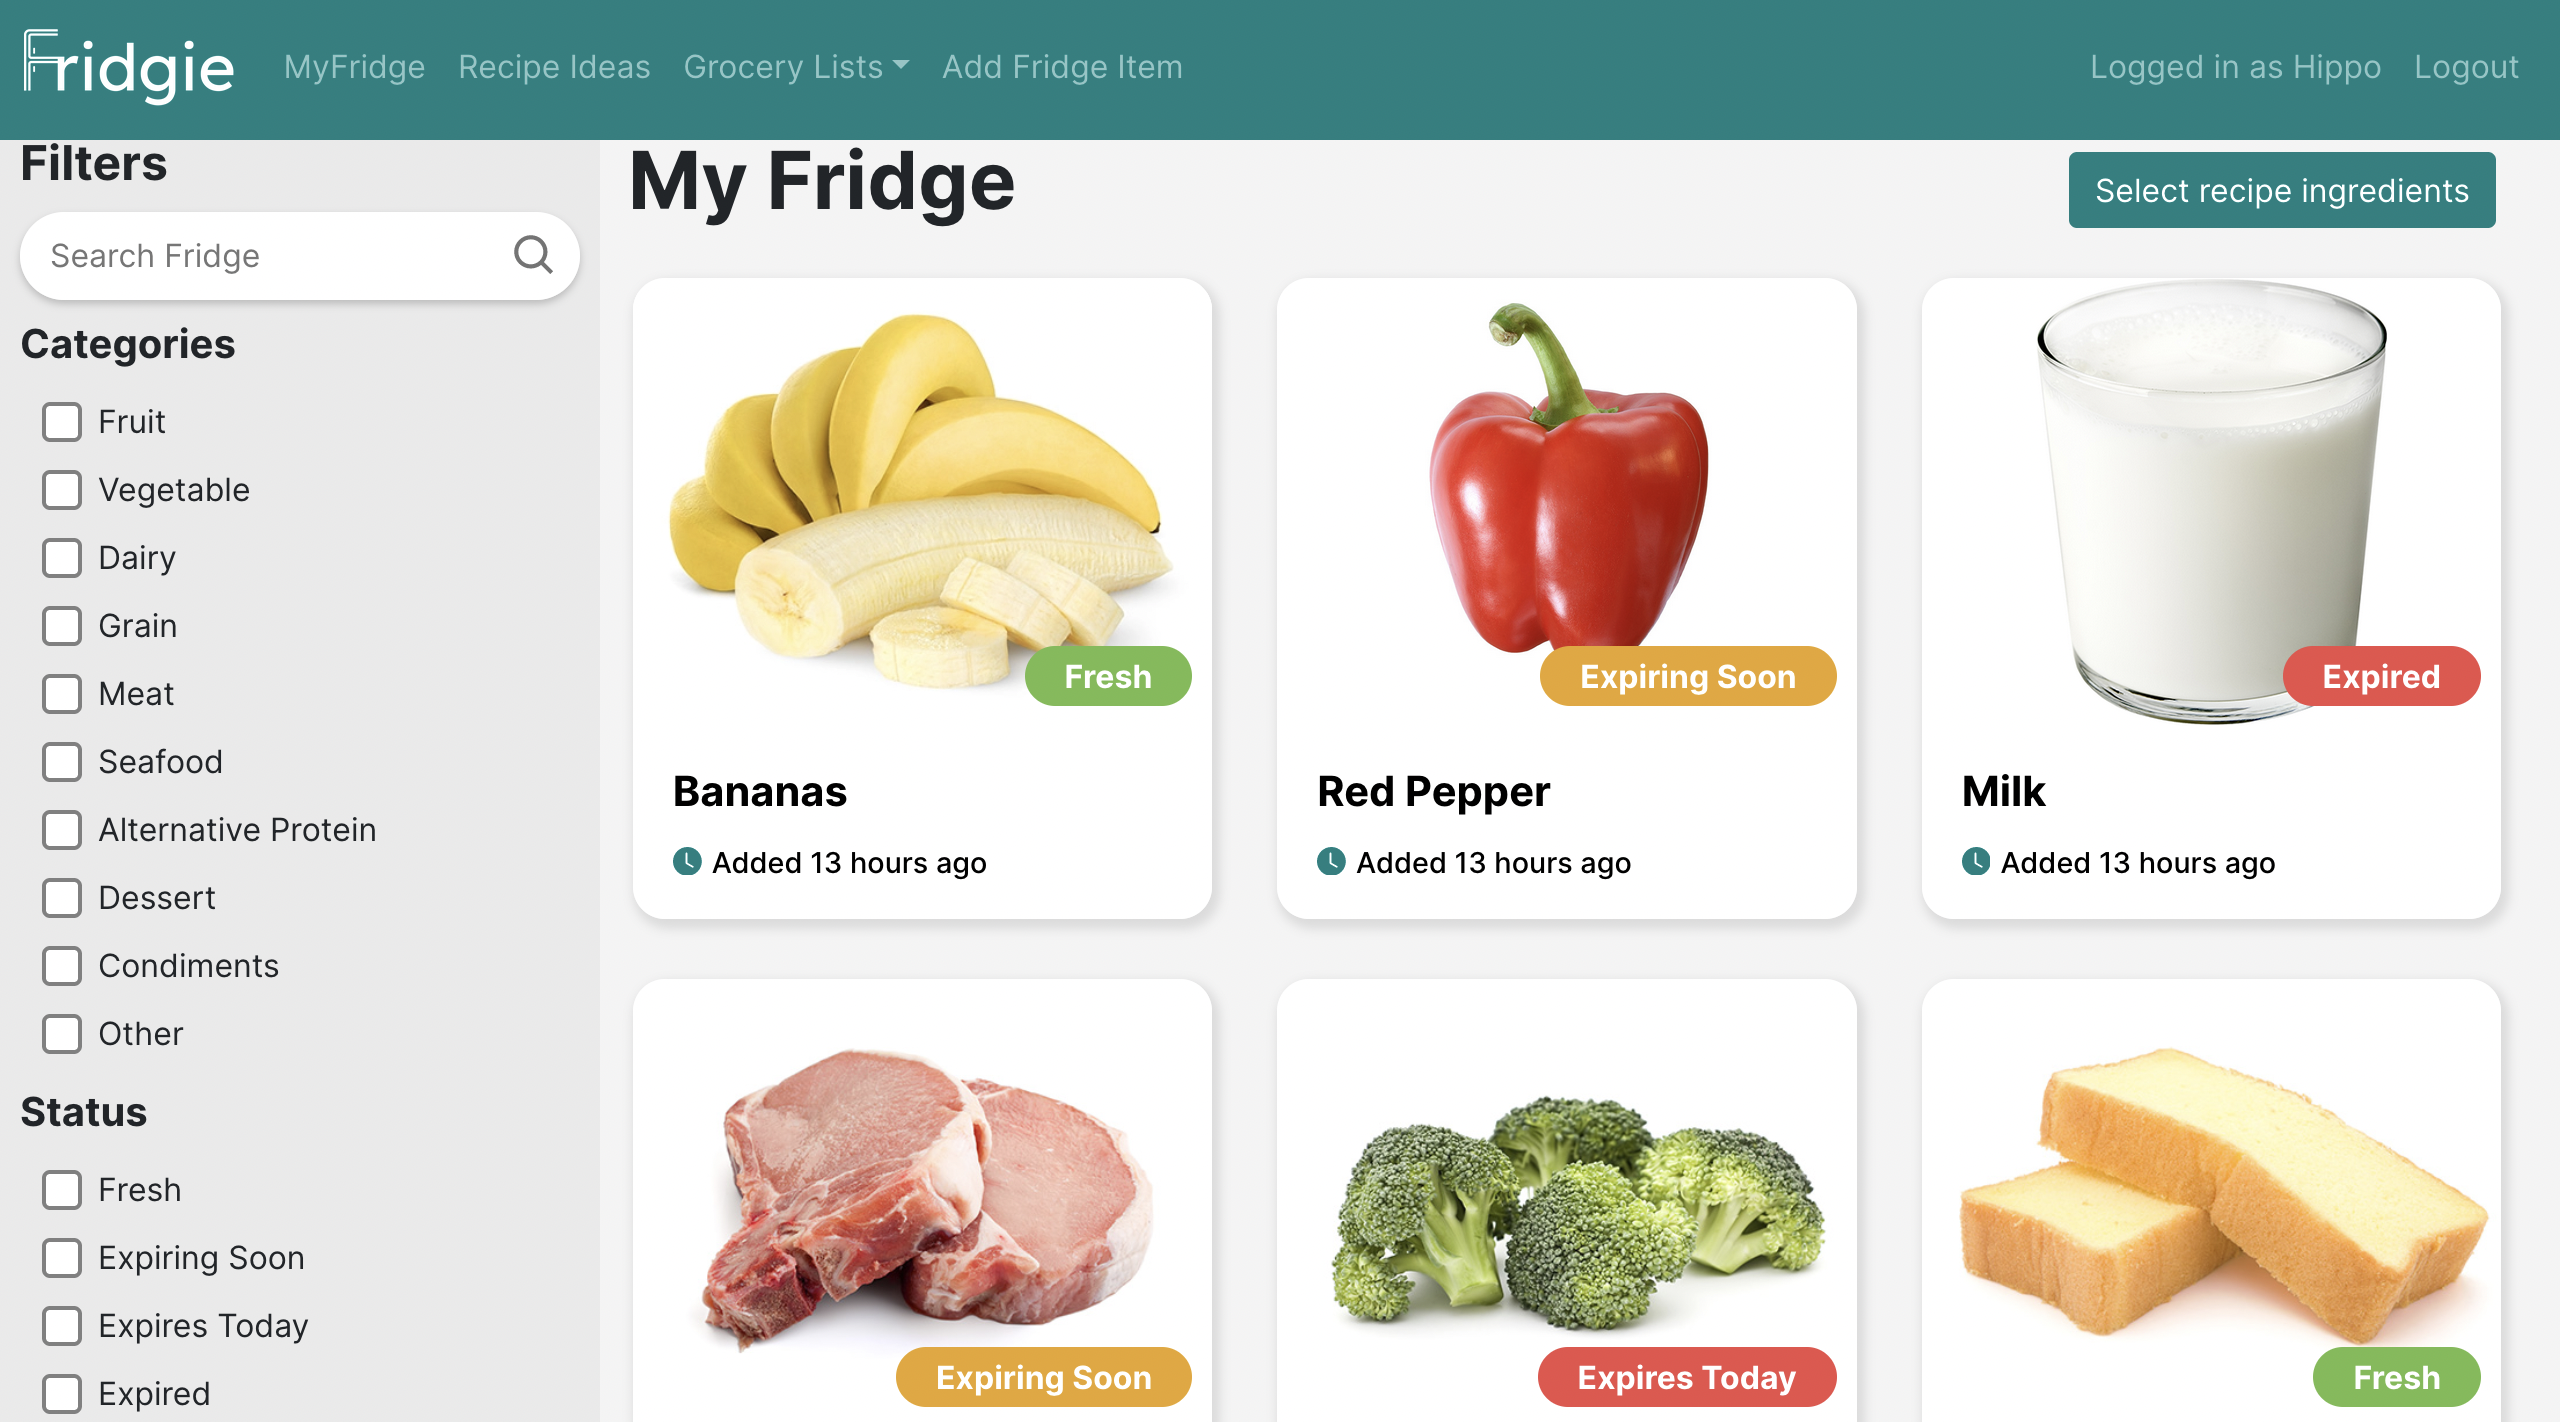 Fridgie
MyFridge
Recipe Ideas
Grocery Lists
Add Fridge Item
Logged in as Hippo
Logout
Filters
Search Fridge
Categories
Fruit
Vegetable
Dairy
Grain
Meat
Seafood
Alternative Protein
Dessert
Condiments
Other
Status
Fresh
Expiring Soon
Expires Today
Expired
My Fridge
Select recipe ingredients
Fresh
Bananas
Added 13 hours ago
Expiring Soon
Red Pepper
Added 13 hours ago
Expired
Milk
Added 13 hours ago
Expiring Soon
Expires Today
Fresh